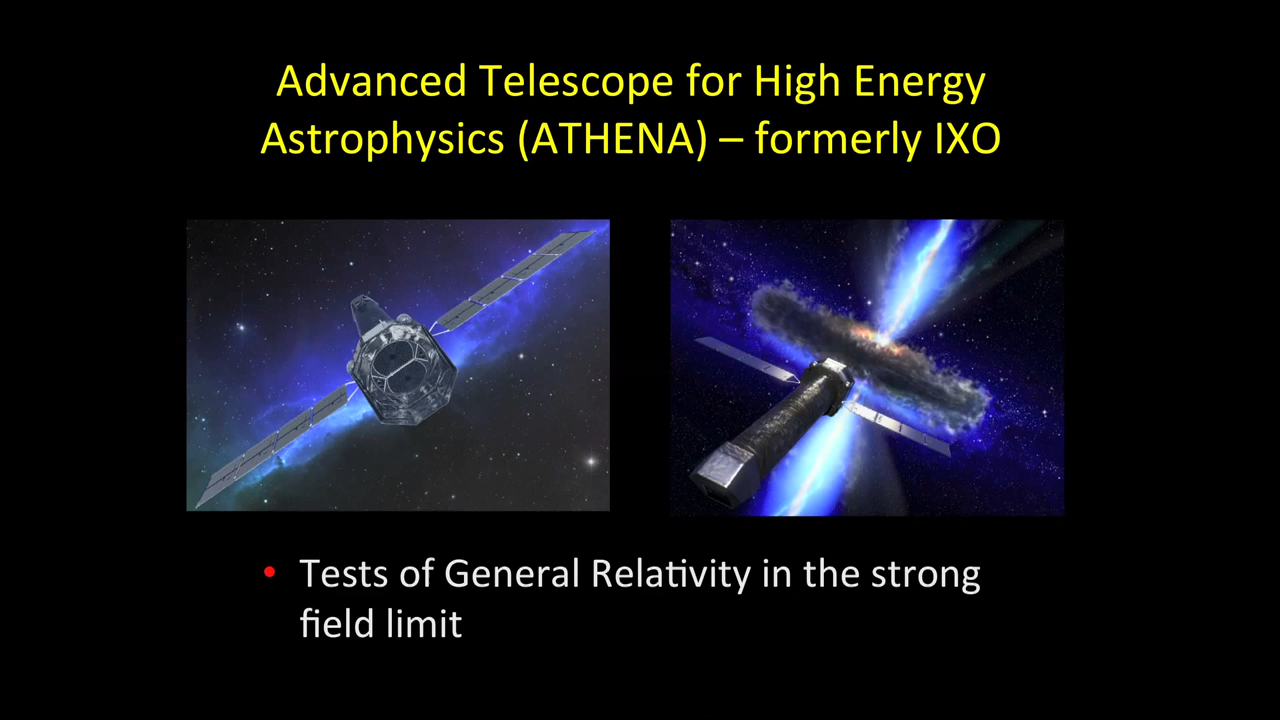 Advanced Telescope for High Energy
Astrophysics (ATHENA) – formerly IXO
• Tests of General Relativity in the strong
field limit